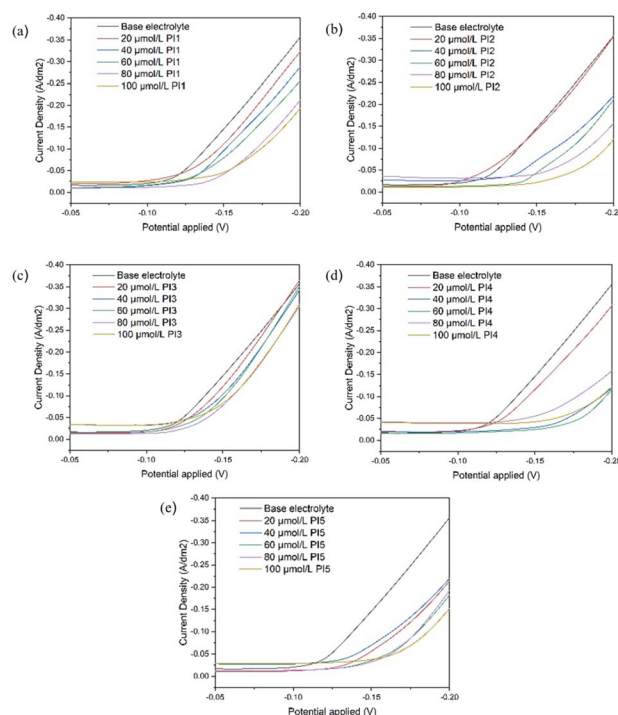 (a)
Base electrolyte
20 μmol/L PI1
40 μmol/L PI1
60 μmol/L PI1
80 μmol/L PI1
100 μmol/L PI1
Current Density (A/dm2)
-0.40
-0.35
-0.30
-0.25
-0.20
-0.15
-0.10
-0.05
0.00
-0.05
-0.10
-0.15
-0.20
Potential applied (V)
(b)
Base electrolyte
20 μmol/L PI2
40 μmol/L PI2
60 μmol/L PI2
80 μmol/L PI2
100 μmol/L PI2
Current Density (A/dm2)
-0.40
-0.35
-0.30
-0.25
-0.20
-0.15
-0.10
-0.05
0.00
-0.05
-0.10
-0.15
-0.20
Potential applied (V)
(c)
Base electrolyte
20 μmol/L PI3
40 μmol/L PI3
60 μmol/L PI3
80 μmol/L PI3
100 μmol/L PI3
Current Density (A/dm2)
-0.40
-0.35
-0.30
-0.25
-0.20
-0.15
-0.10
-0.05
0.00
-0.05
-0.10
-0.15
-0.20
Potential applied (V)
(d)
Base electrolyte
20 μmol/L PI4
40 μmol/L PI4
60 μmol/L PI4
80 μmol/L PI4
100 μmol/L PI4
Current Density (A/dm2)
-0.40
-0.35
-0.30
-0.25
-0.20
-0.15
-0.10
-0.05
0.00
-0.05
-0.10
-0.15
-0.20
Potential applied (V)
(e)
Base electrolyte
20 μmol/L PI5
40 μmol/L PI5
60 μmol/L PI5
80 μmol/L PI5
100 μmol/L PI5
Current Density (A/dm2)
-0.40
-0.35
-0.30
-0.25
-0.20
-0.15
-0.10
-0.05
0.00
-0.05
-0.10
-0.15
-0.20
Potential applied (V)